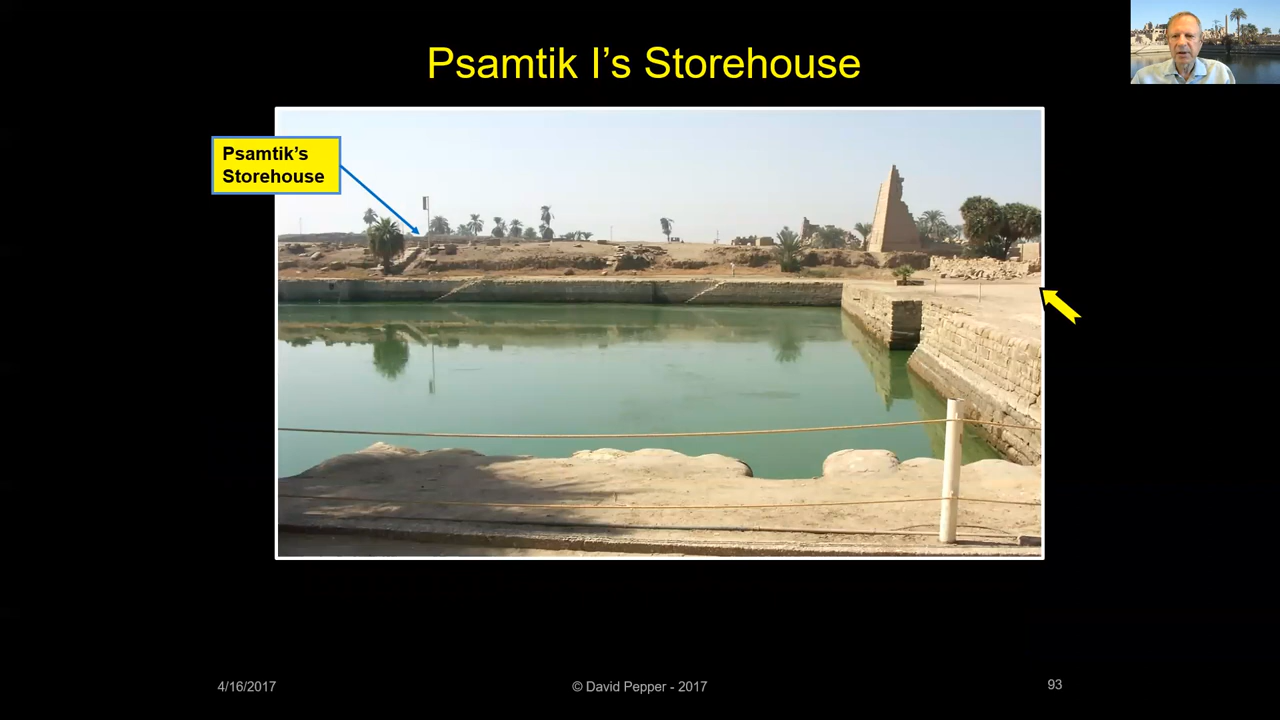 Psamtik I’s Storehouse
Psamtik’s
Storehouse
4/16/2017
© David Pepper - 2017
93